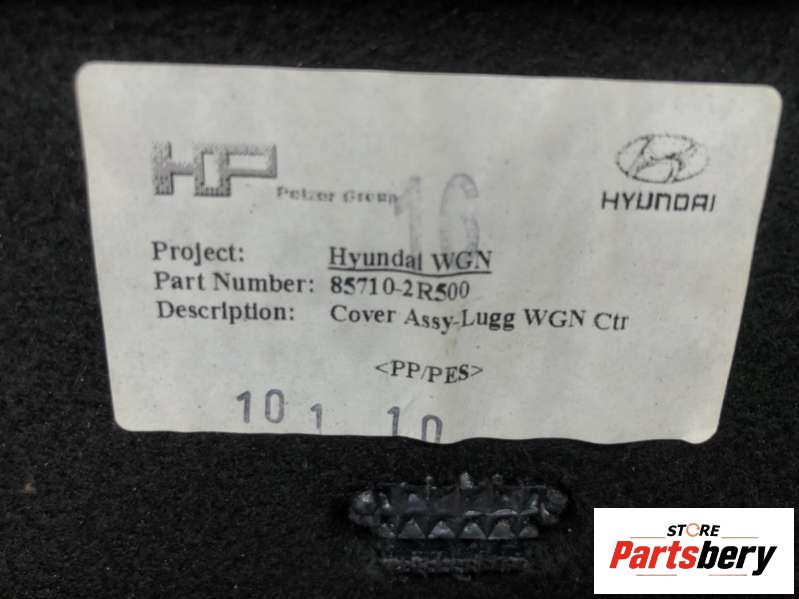 HP Pelzer Group
16
HYUNDAI
Project: Hyundai WGN
Part Number: 85710-2R500
Description: Cover Assy-Lugg WGN Ctr
<PP/PES>
10 1 10
STORE
Partsbery